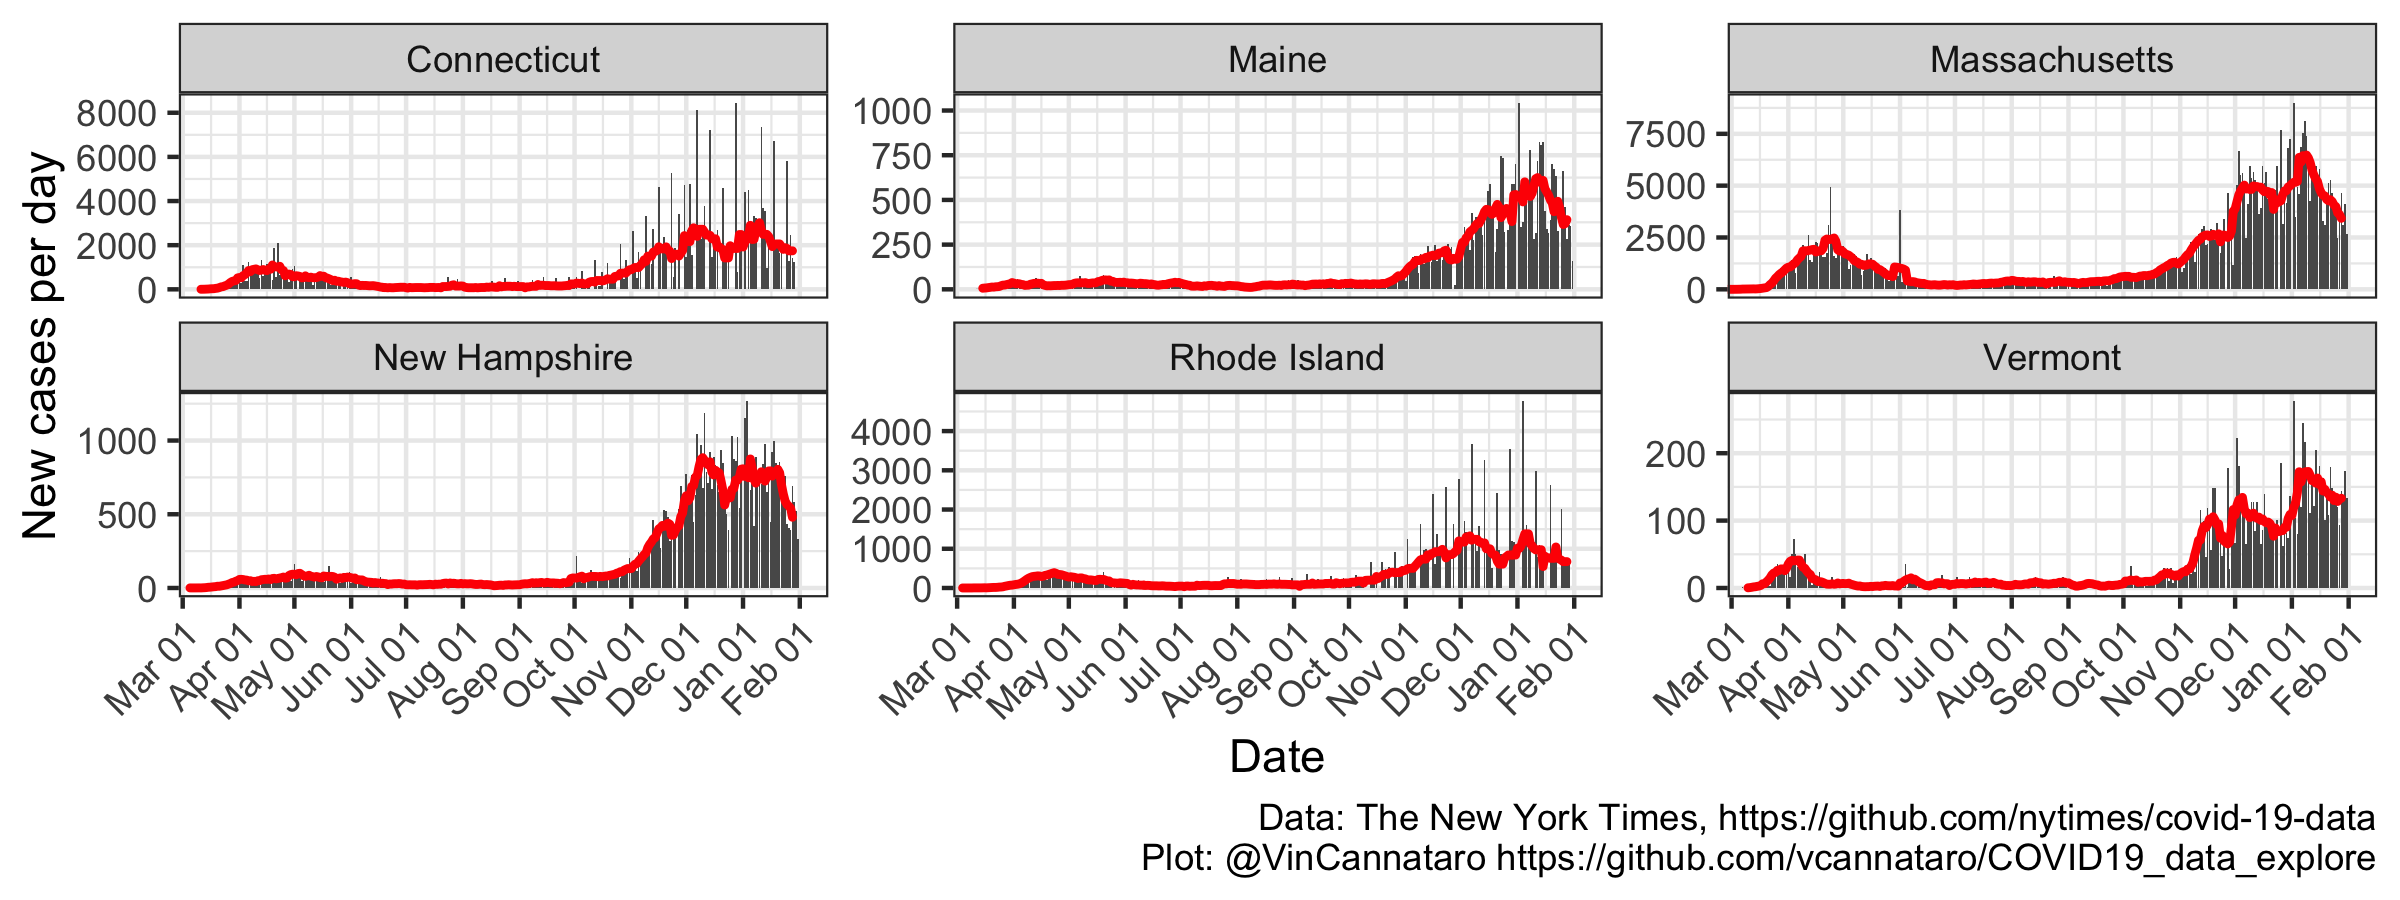 Connecticut
Maine
Massachusetts
8000
6000
4000
2000
0
1000
750
500
250
0
7500
5000
2500
0
New Hampshire
Rhode Island
Vermont
1000
500
0
4000
3000
2000
1000
0
200
100
0
Mar 01
Apr 01
May 01
Jun 01
Jul 01
Aug 01
Sep 01
Oct 01
Nov 01
Dec 01
Jan 01
Feb 01
Mar 01
Apr 01
May 01
Jun 01
Jul 01
Aug 01
Sep 01
Oct 01
Nov 01
Dec 01
Jan 01
Feb 01
Mar 01
Apr 01
May 01
Jun 01
Jul 01
Aug 01
Sep 01
Oct 01
Nov 01
Dec 01
Jan 01
Feb 01
New cases per day
Date
Data: The New York Times, https://github.com/nytimes/covid-19-data
Plot: @VinCannataro https://github.com/vcannataro/COVID19_data_explore